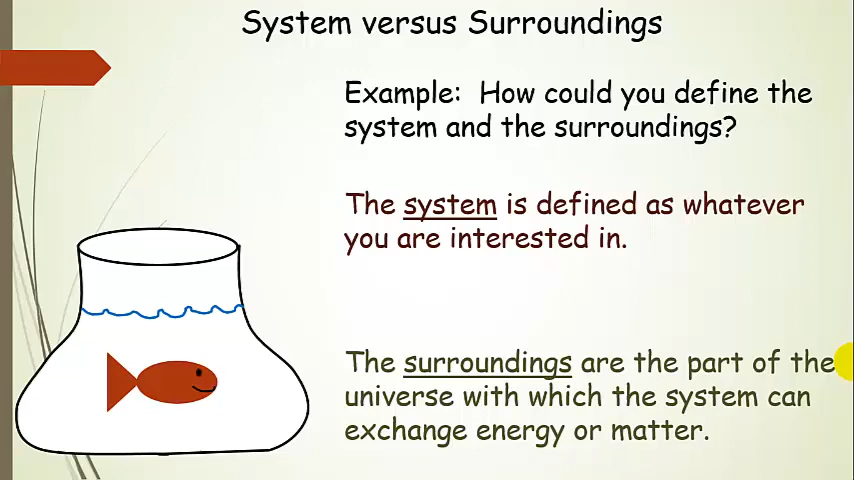 System versus Surroundings
Example:  How could you define the
system and the surroundings?
The system is defined as whatever
you are interested in.
The surroundings are the part of the
universe with which the system can
exchange energy or matter.